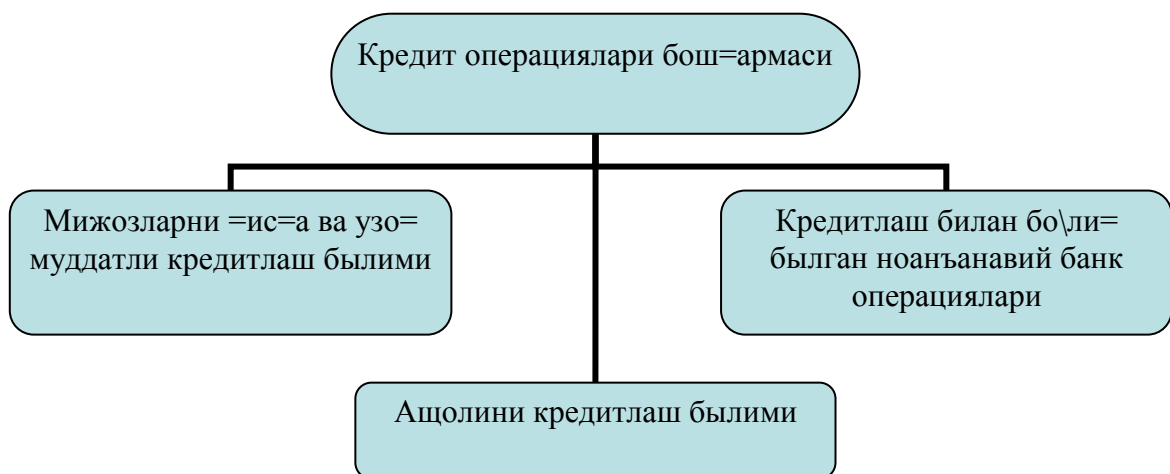 Кредит операциялари бош=армаси
Мижозларни =ис=а ва узо=
муддатли кредитлаш былими
Кредитлаш билан бо\ли=
былган ноанъанавий банк
операциялари
Ащолини кредитлаш былими